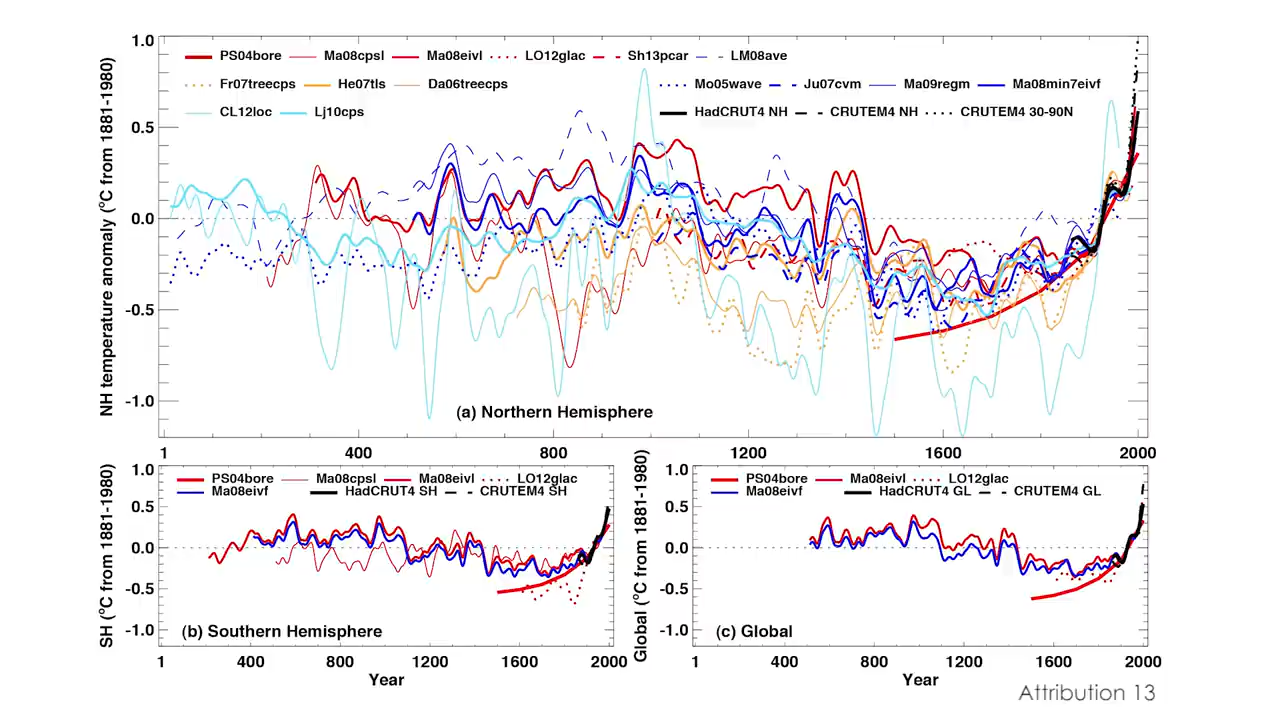 1.0
PS04bore Ma08cpsl Ma08eivl LO12glac Sh13pcar LM08ave
Fr07treecps He07tls Da06treecps Mo05wave Ju07cvm Ma09regm Ma08min7eivf
CL12loc Lj10cps HadCRUT4 NH CRUTEM4 NH CRUTEM4 30-90N
0.5
0.0
-0.5
-1.0
NH temperature anomaly (°C from 1881-1980)
(a) Northern Hemisphere
1 400 800 1200 1600 2000
1.0
PS04bore Ma08cpsl Ma08eivl LO12glac
Ma08eivf HadCRUT4 SH CRUTEM4 SH
0.5
0.0
-0.5
-1.0
SH (°C from 1881-1980)
(b) Southern Hemisphere
1 400 800 1200 1600 2000
Year
1.0
PS04bore Ma08eivl LO12glac
Ma08eivf HadCRUT4 GL CRUTEM4 GL
0.5
0.0
-0.5
-1.0
Global (°C from 1881-1980)
(c) Global
1 400 800 1200 1600 2000
Year
Attribution 13